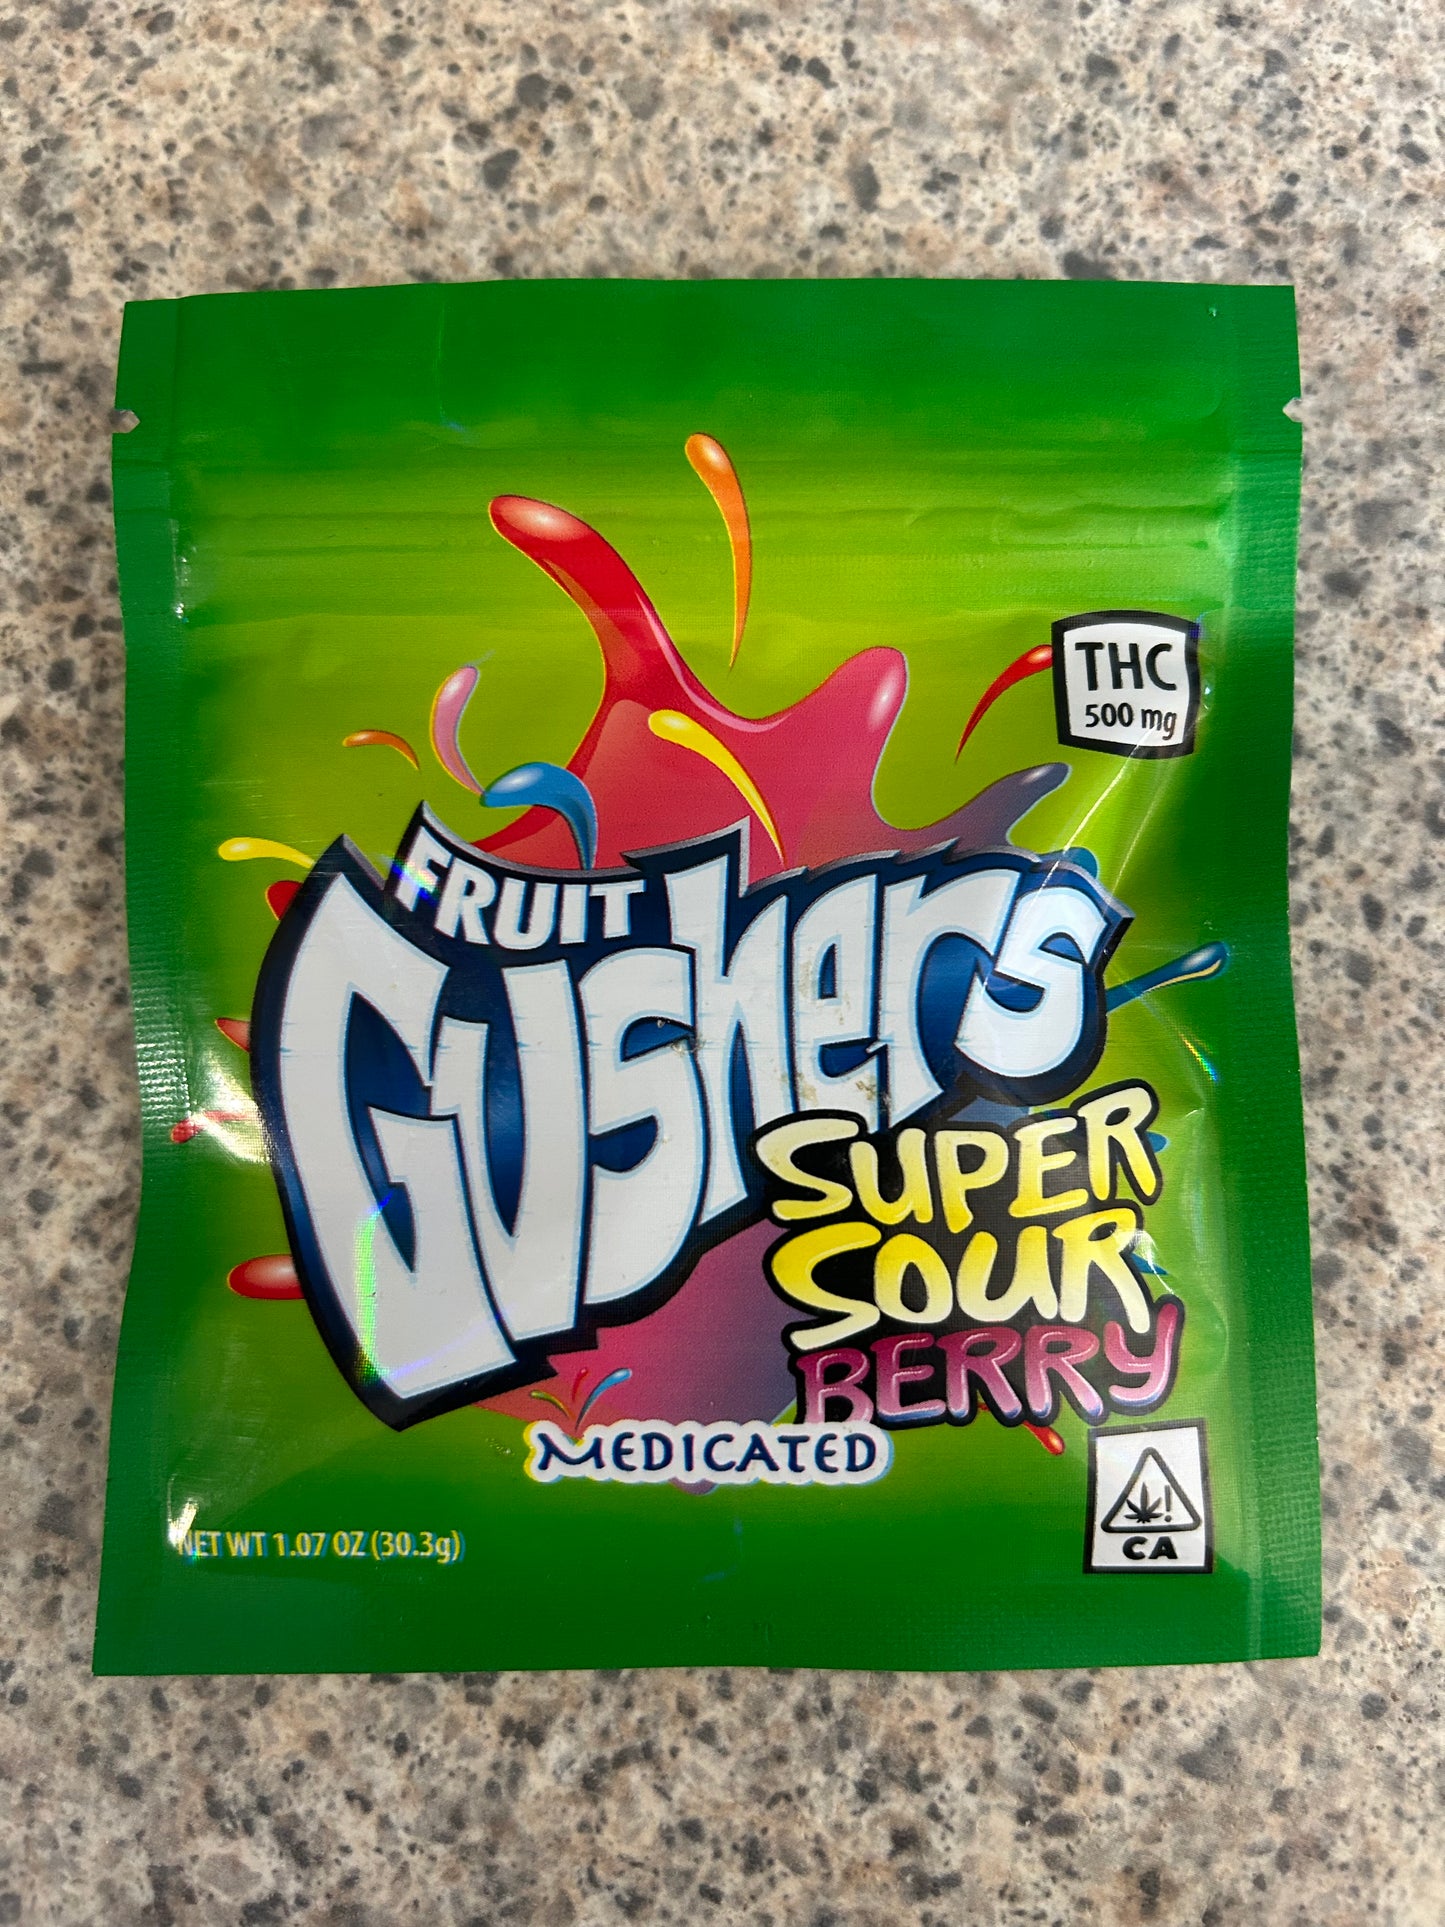 THC
500 mg
FRUIT
GUSHERS
SUPER
SOUR
BERRY
MEDICATED
NET WT 1.07 OZ (30.3g)
!
CA